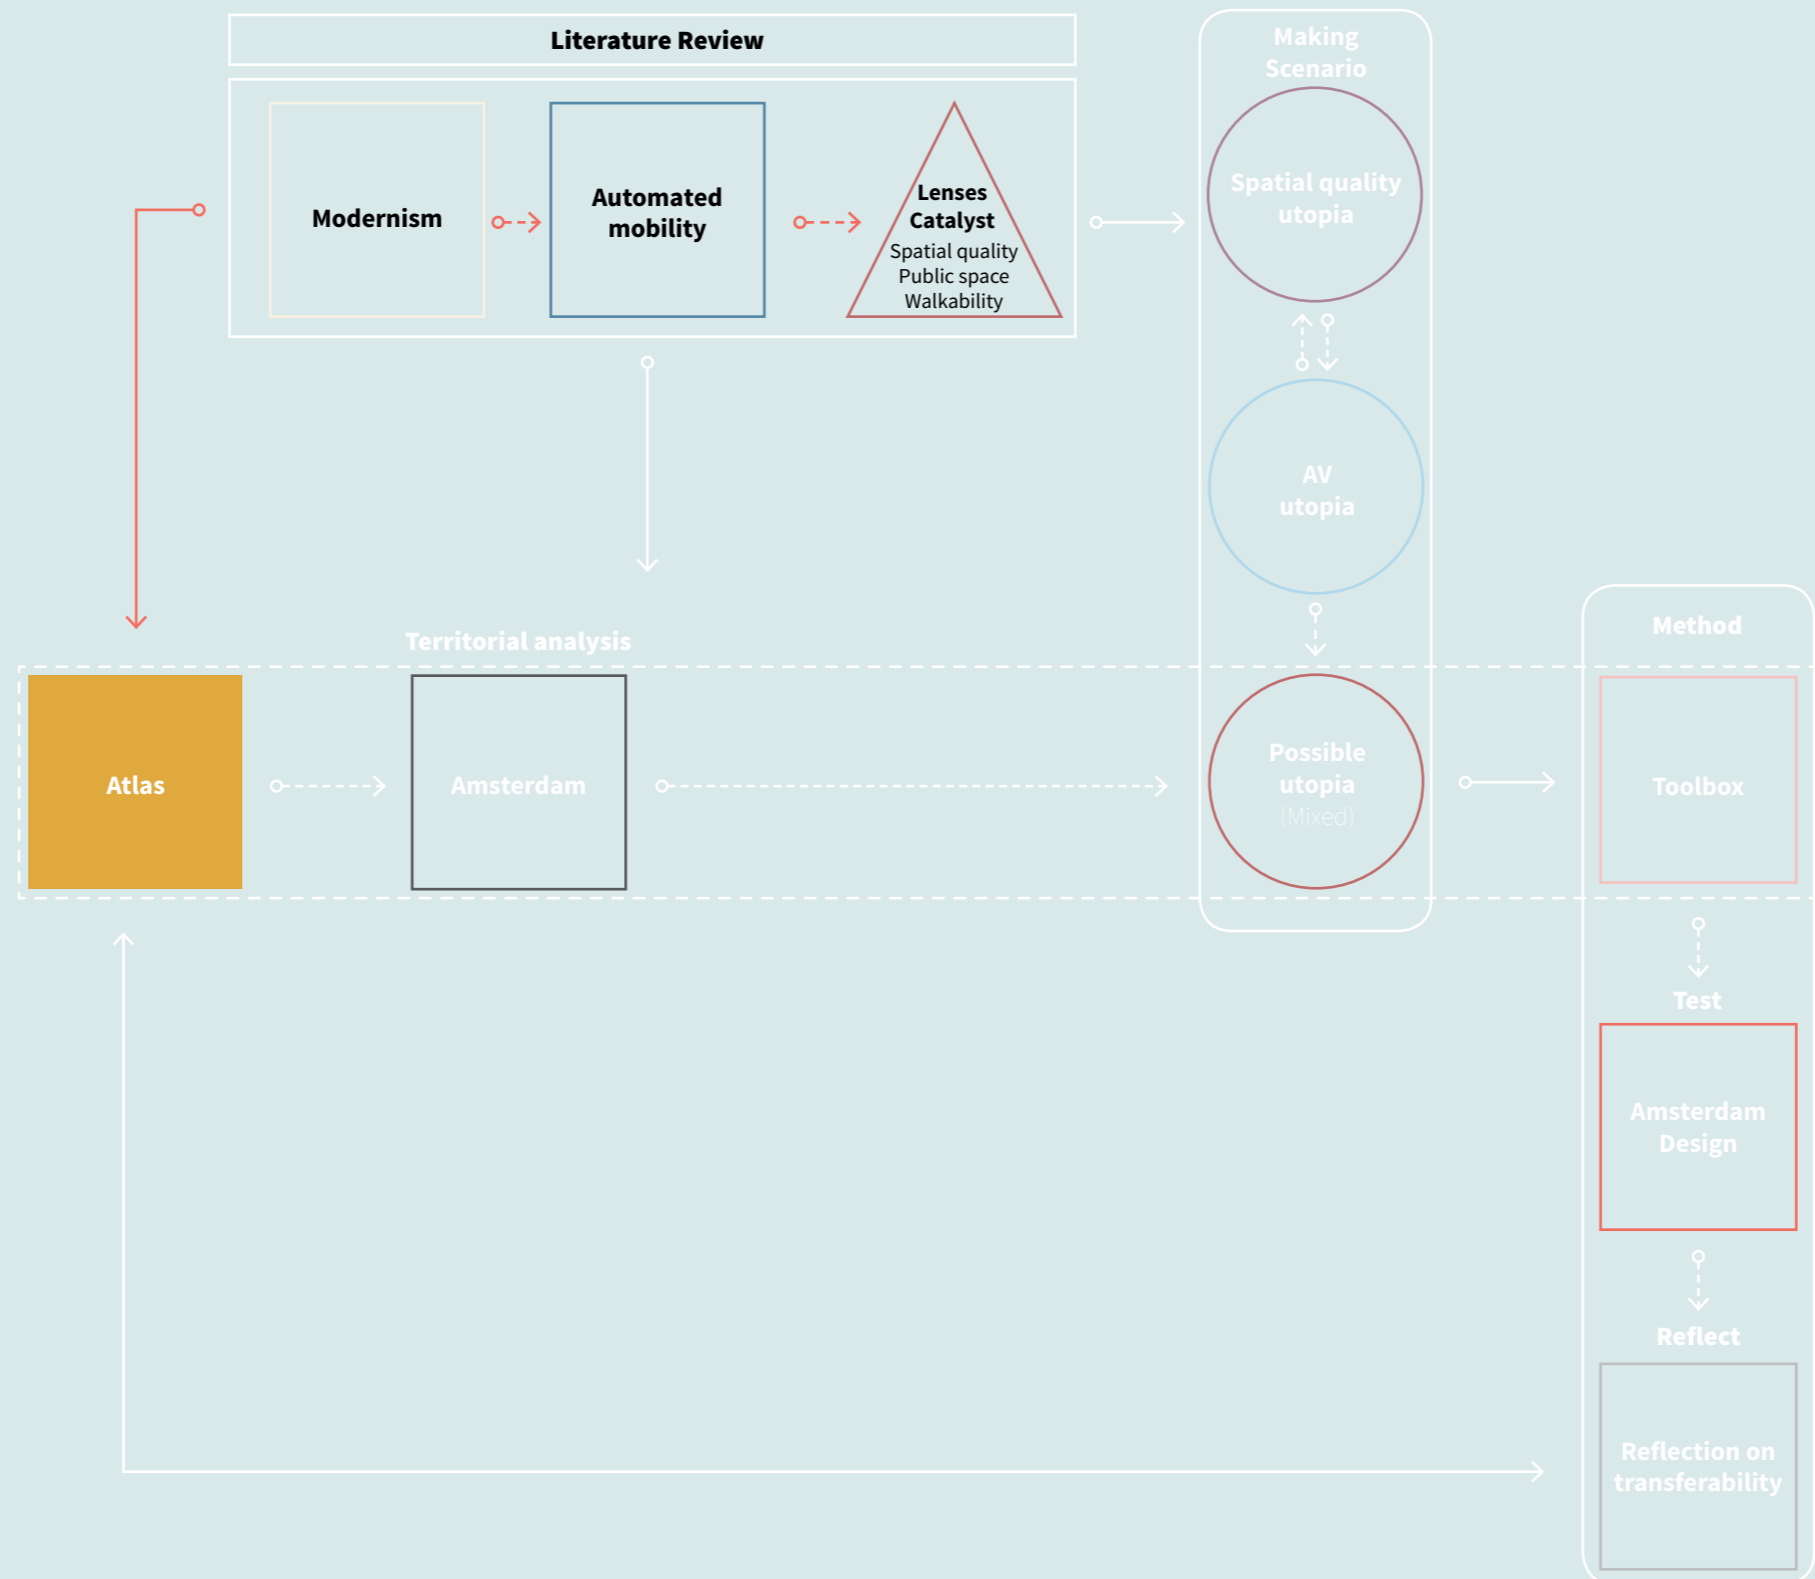 Literature Review
Modernism
Automated
mobility
Lenses
Catalyst
Spatial quality
Public space
Walkability
Making
Scenario
Spatial quality
utopia
AV
utopia
Territorial analysis
Atlas
Amsterdam
Possible
utopia
(Mixed)
Method
Toolbox
Test
Amsterdam
Design
Reflect
Reflection on
transferability